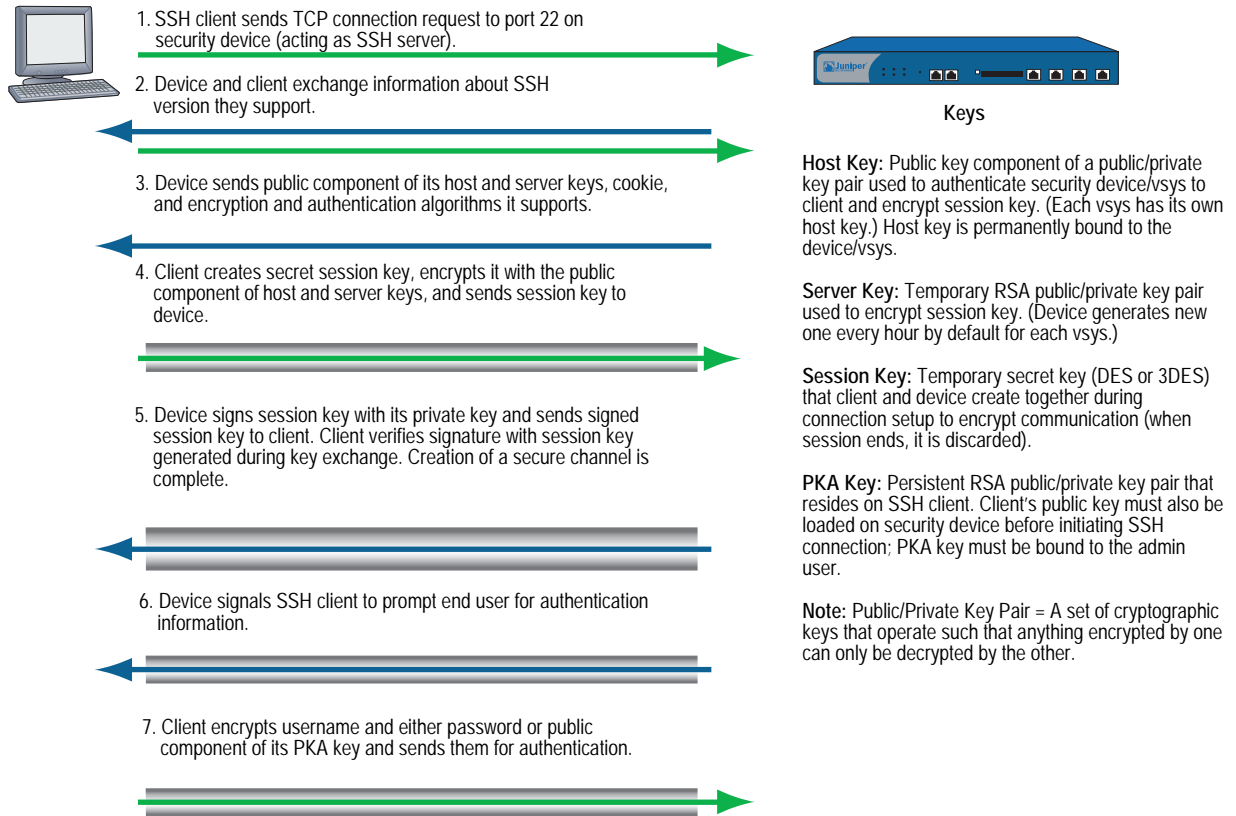 1. SSH client sends TCP connection request to port 22 on
security device (acting as SSH server).
2. Device and client exchange information about SSH
version they support.
3. Device sends public component of its host and server keys, cookie,
and encryption and authentication algorithms it supports.
4. Client creates secret session key, encrypts it with the public
component of host and server keys, and sends session key to
device.
5. Device signs session key with its private key and sends signed
session key to client. Client verifies signature with session key
generated during key exchange. Creation of a secure channel is
complete.
6. Device signals SSH client to prompt end user for authentication
information.
7. Client encrypts username and either password or public
component of its PKA key and sends them for authentication.
Juniper
Keys
Host Key: Public key component of a public/private
key pair used to authenticate security device/vsys to
client and encrypt session key. (Each vsys has its own
host key.) Host key is permanently bound to the
device/vsys.
Server Key: Temporary RSA public/private key pair
used to encrypt session key. (Device generates new
one every hour by default for each vsys.)
Session Key: Temporary secret key (DES or 3DES)
that client and device create together during
connection setup to encrypt communication (when
session ends, it is discarded).
PKA Key: Persistent RSA public/private key pair that
resides on SSH client. Client's public key must also be
loaded on security device before initiating SSH
connection; PKA key must be bound to the admin
user.
Note: Public/Private Key Pair = A set of cryptographic
keys that operate such that anything encrypted by one
can only be decrypted by the other.